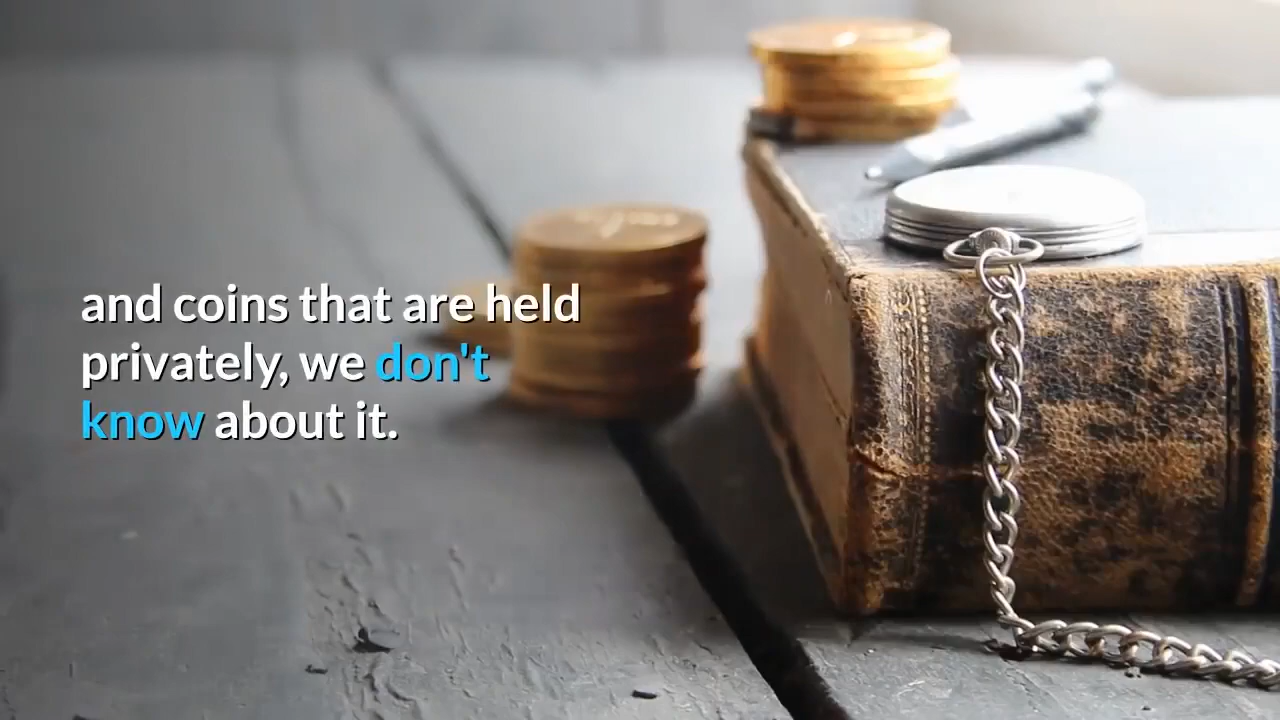 and coins that are held
privately, we don't
know about it.